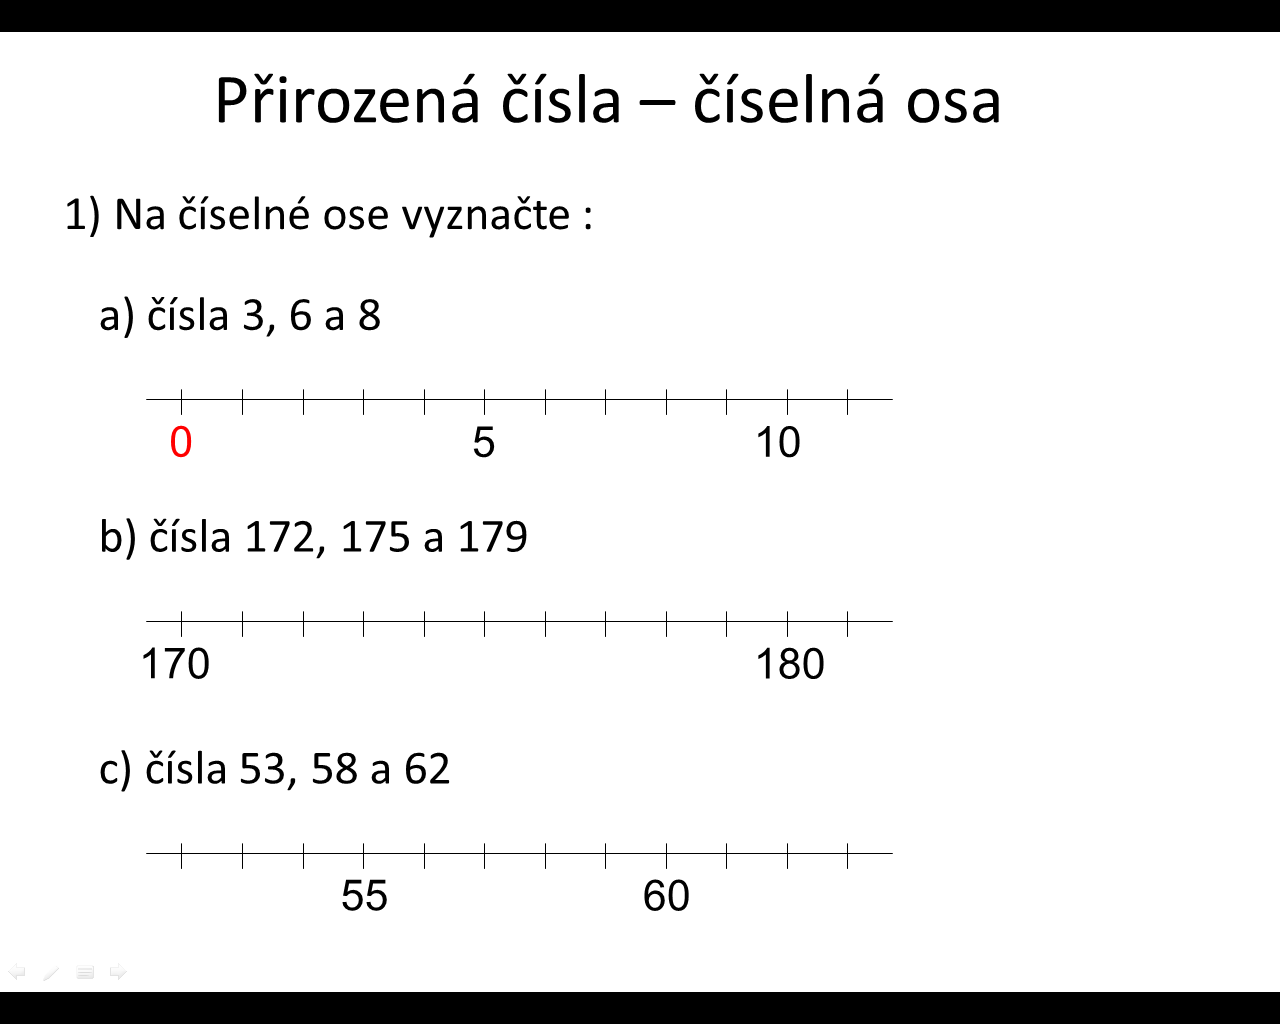 Přirozená čísla – číselná osa
1) Na číselné ose vyznačte :
a) čísla 3, 6 a 8
0 5 10
b) čísla 172, 175 a 179
170 180
c) čísla 53, 58 a 62
55 60